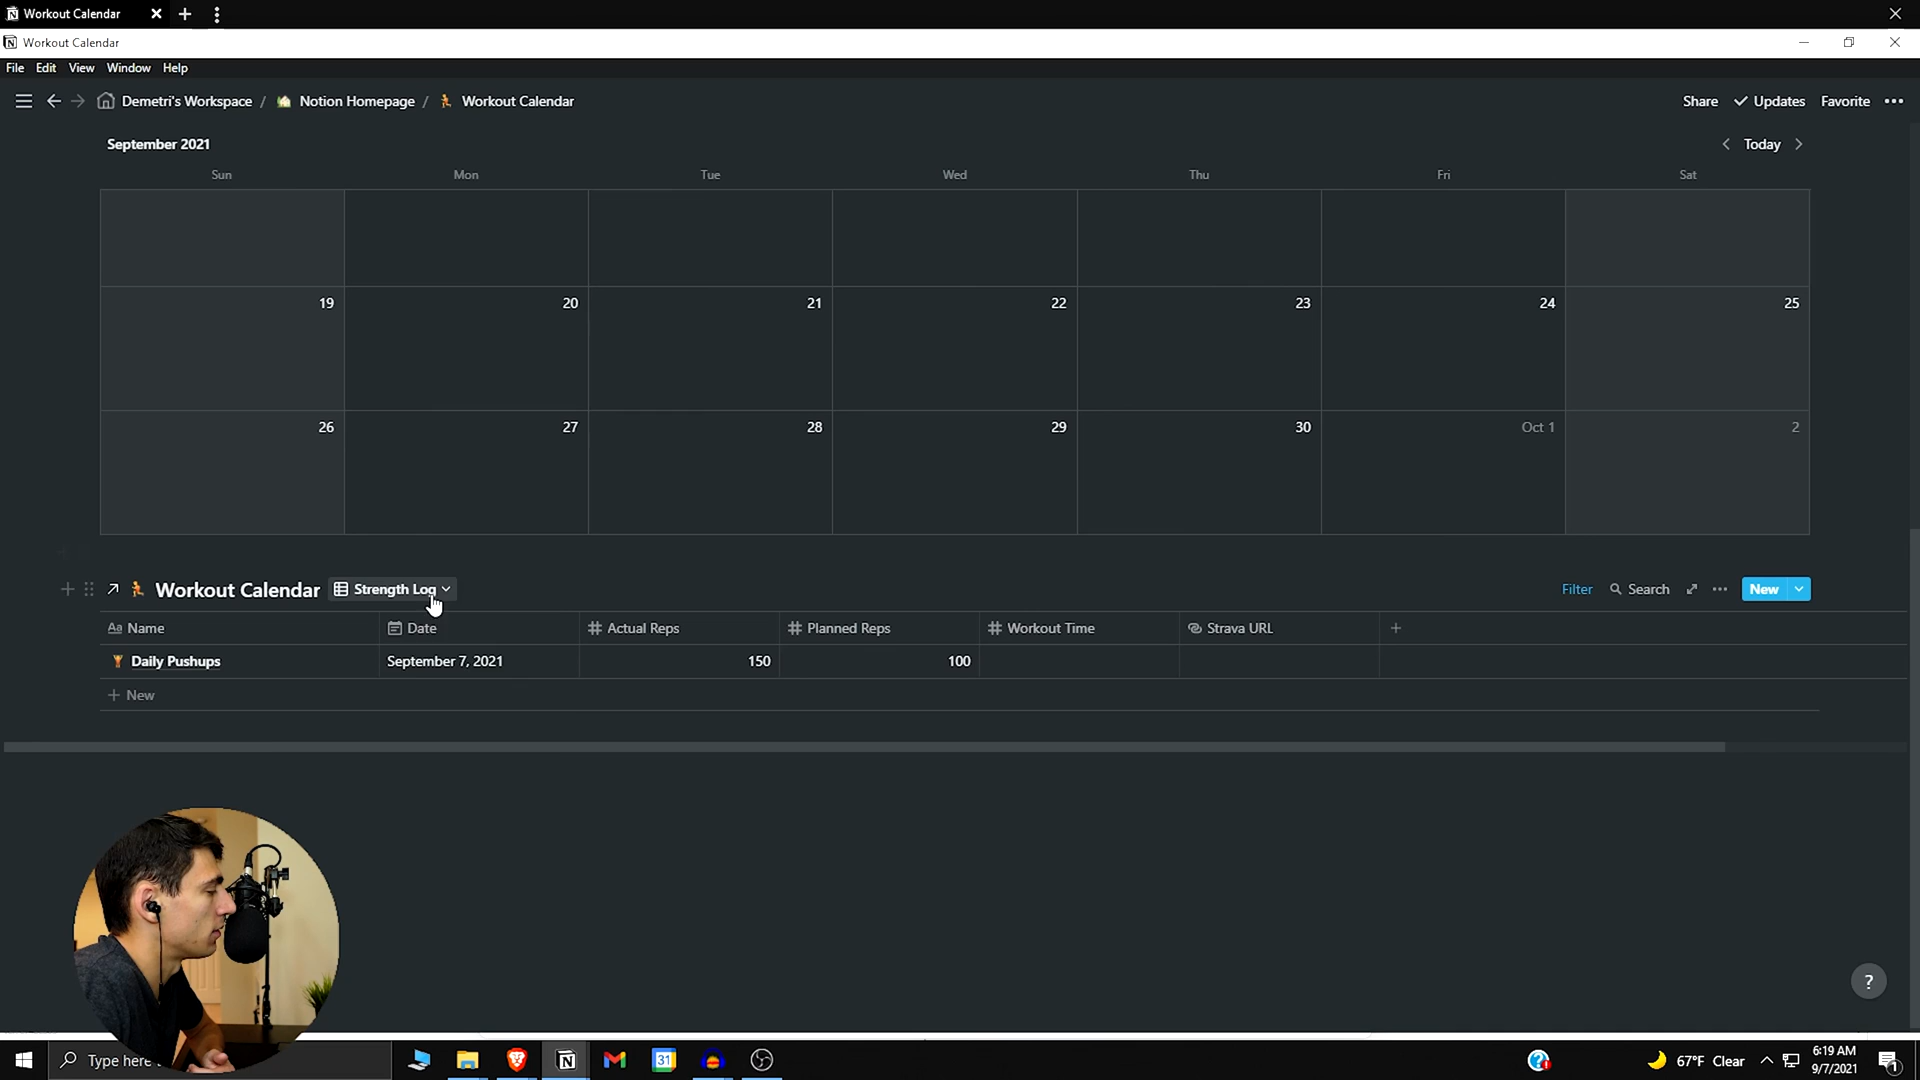 Workout Calendar
Workout Calendar
File Edit View Window Help
Demetri's Workspace / Notion Homepage / Workout Calendar
Share Updates Favorite
September 2021
Today
Sun Mon Tue Wed Thu Fri Sat
19 20 21 22 23 24 25
26 27 28 29 30 Oct 1 2
Workout Calendar Strength Log
Filter Search New
Aa Name Date # Actual Reps # Planned Reps # Workout Time Strava URL +
Daily Pushups September 7, 2021 150 100
+ New
?
Type here
31
67°F Clear
6:19 AM
9/7/2021
1